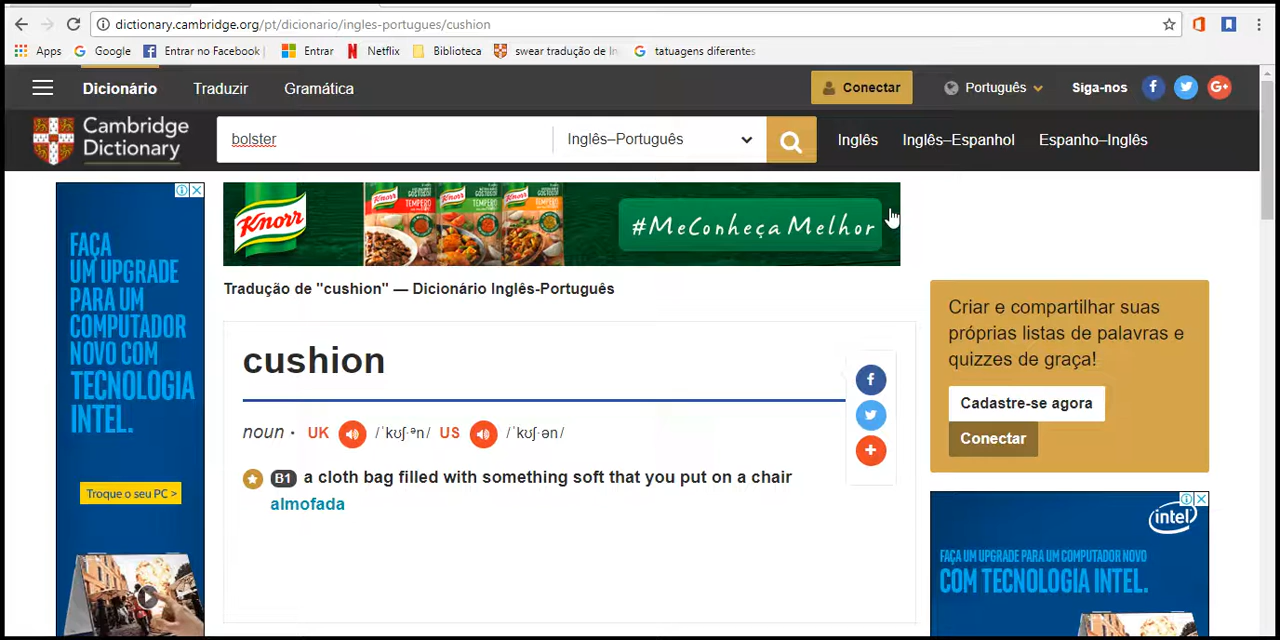 dictionary.cambridge.org/pt/dicionario/ingles-portugues/cushion
Apps Google Entrar no Facebook Entrar Netflix Biblioteca swear tradução de In tatuagens diferentes
Dicionário Traduzir Gramática Conectar Português Siga-nos
Cambridge
Dictionary
bolster Inglês–Português Inglês Inglês–Espanhol Espanho–Inglês
FAÇA
UM UPGRADE
PARA UM
COMPUTADOR
NOVO COM
TECNOLOGIA
INTEL.
Troque o seu PC >
Knorr
TEMPERO TEMPERO TEMPERO
#MeConheçaMelhor
Tradução de "cushion" — Dicionário Inglês-Português
cushion
noun · UK /ˈkʊʃ·ᵊn/ US /ˈkʊʃ·ən/
B1 a cloth bag filled with something soft that you put on a chair
almofada
Criar e compartilhar suas
próprias listas de palavras e
quizzes de graça!
Cadastre-se agora
Conectar
intel
FAÇA UM UPGRADE PARA UM COMPUTADOR NOVO
COM TECNOLOGIA INTEL.